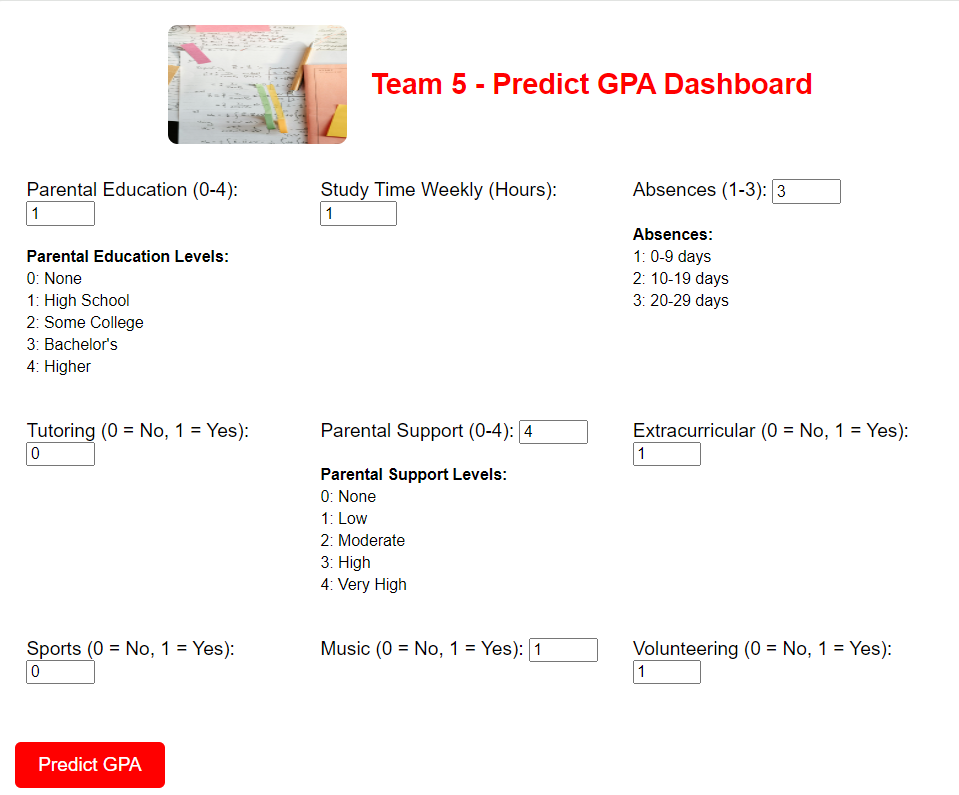 Team 5 - Predict GPA Dashboard
Parental Education (0-4):
1
Parental Education Levels:
0: None
1: High School
2: Some College
3: Bachelor's
4: Higher
Study Time Weekly (Hours):
1
Absences (1-3): 3
Absences:
1: 0-9 days
2: 10-19 days
3: 20-29 days
Tutoring (0 = No, 1 = Yes):
0
Parental Support (0-4): 4
Parental Support Levels:
0: None
1: Low
2: Moderate
3: High
4: Very High
Extracurricular (0 = No, 1 = Yes):
1
Sports (0 = No, 1 = Yes):
0
Music (0 = No, 1 = Yes): 1
Volunteering (0 = No, 1 = Yes):
1
Predict GPA